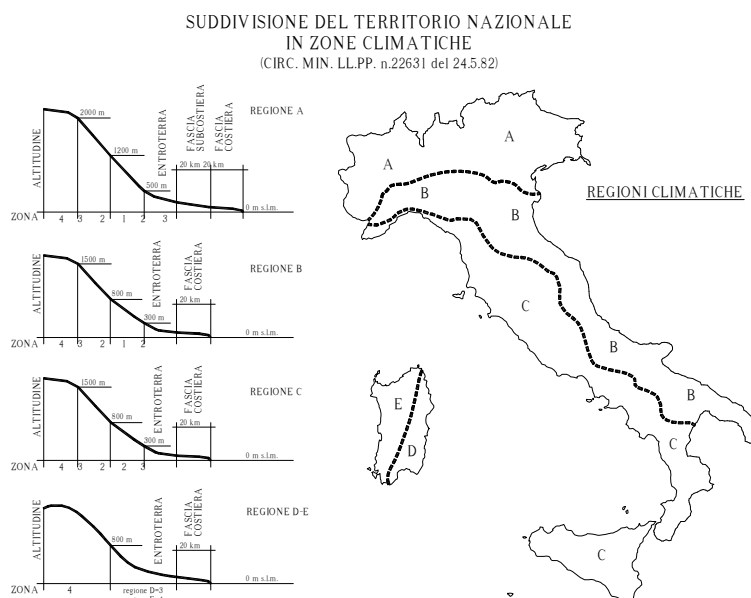 SUDDIVISIONE DEL TERRITORIO NAZIONALE
IN ZONE CLIMATICHE
(CIRC. MIN. LL.PP. n.22631 del 24.5.82)
REGIONE A
ALTITUDINE
2000 m
1200 m
500 m
ENTROTERRA
FASCIA
SUBCOSTIERA
FASCIA
COSTIERA
20 km 20 km
0 m s.l.m.
ZONA 4 3 2 1 2 3
REGIONE B
ALTITUDINE
1500 m
800 m
300 m
ENTROTERRA
FASCIA
COSTIERA
20 km
0 m s.l.m.
ZONA 4 3 2 1 2
REGIONE C
ALTITUDINE
1500 m
800 m
300 m
ENTROTERRA
FASCIA
COSTIERA
20 km
0 m s.l.m.
ZONA 4 3 2 2 3
REGIONE D-E
ALTITUDINE
800 m
ENTROTERRA
FASCIA
COSTIERA
20 km
0 m s.l.m.
ZONA 4
regione D=3
REGIONI CLIMATICHE
A
A
B
B
C
B
B
E
D
C
C